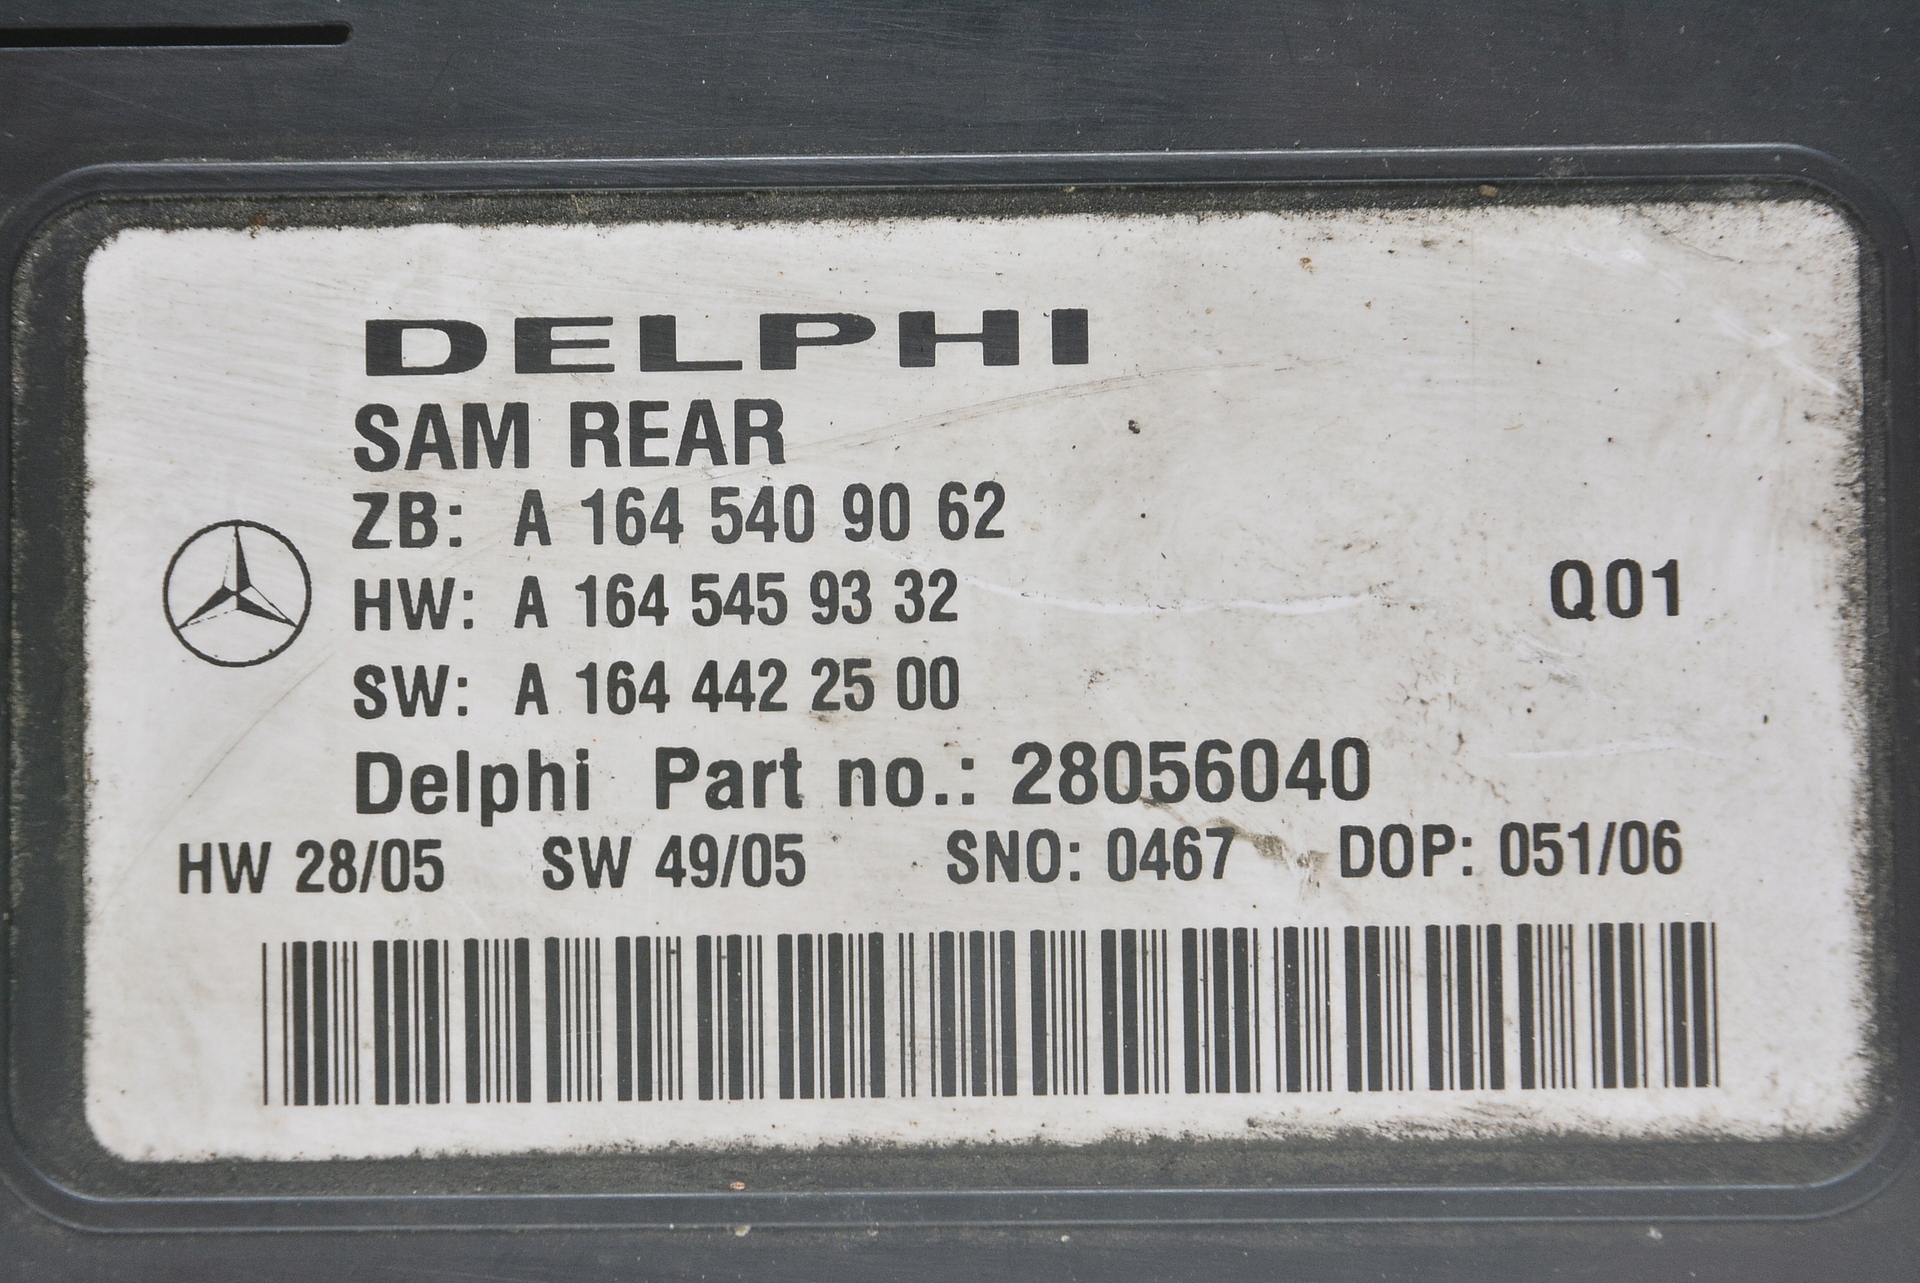 DELPHI
SAM REAR
ZB: A 164 540 90 62
HW: A 164 545 93 32
Q01
SW: A 164 442 25 00
Delphi Part no.: 28056040
HW 28/05 SW 49/05 SNO: 0467 DOP: 051/06